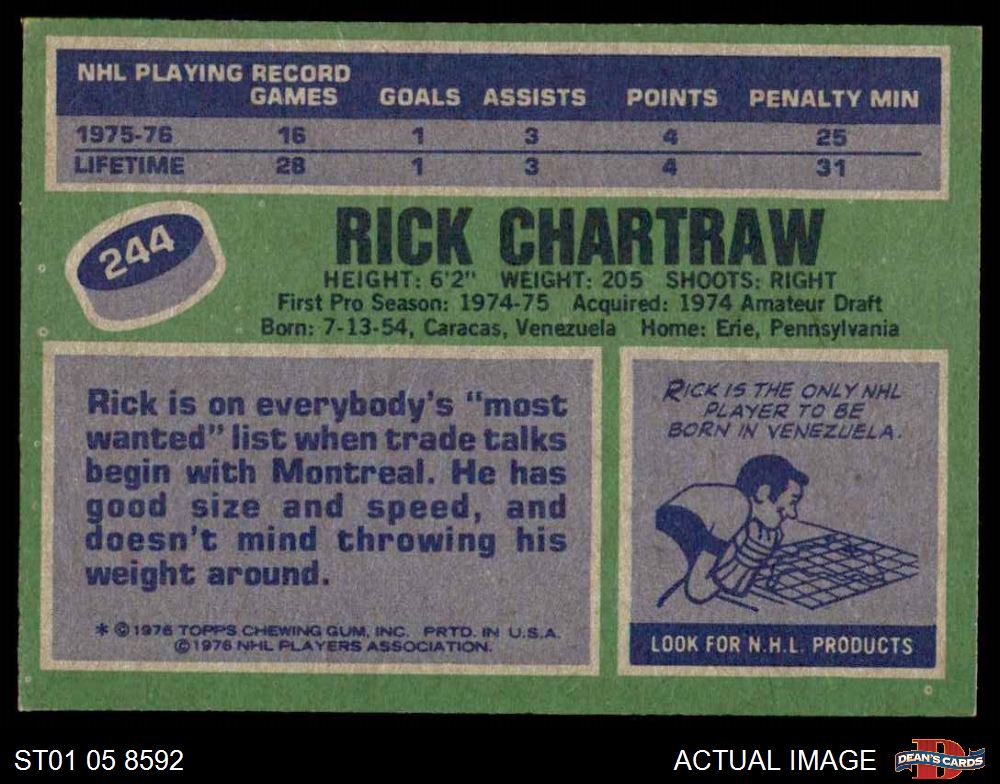 NHL PLAYING RECORD
GAMES GOALS ASSISTS POINTS PENALTY MIN
1975-76 16 1 3 4 25
LIFETIME 28 1 3 4 31
244
RICK CHARTRAW
HEIGHT: 6'2" WEIGHT: 205 SHOOTS: RIGHT
First Pro Season: 1974-75 Acquired: 1974 Amateur Draft
Born: 7-13-54, Caracas, Venezuela Home: Erie, Pennsylvania
Rick is on everybody's "most
wanted" list when trade talks
begin with Montreal. He has
good size and speed, and
doesn't mind throwing his
weight around.
* © 1976 TOPPS CHEWING GUM, INC. PRTD. IN U.S.A.
© 1976 NHL PLAYERS ASSOCIATION.
RICK IS THE ONLY NHL
PLAYER TO BE
BORN IN VENEZUELA.
LOOK FOR N.H.L. PRODUCTS
ST01 05 8592
ACTUAL IMAGE
D
DEAN'S CARDS